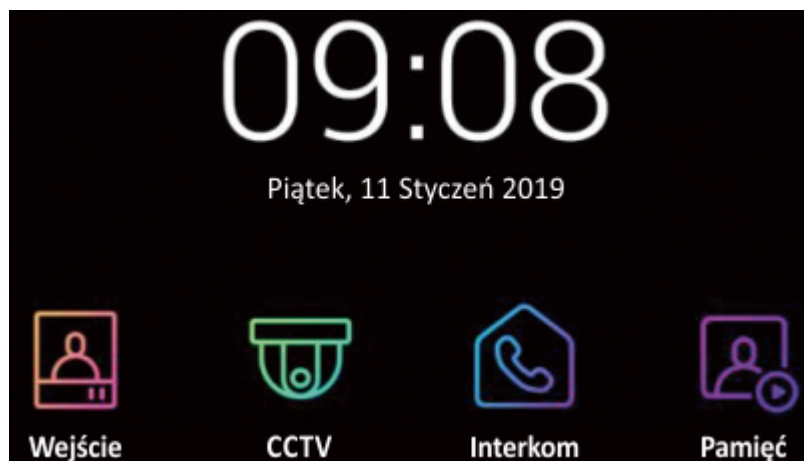 09:08
Piątek, 11 Styczeń 2019
Wejście CCTV Interkom Pamięć